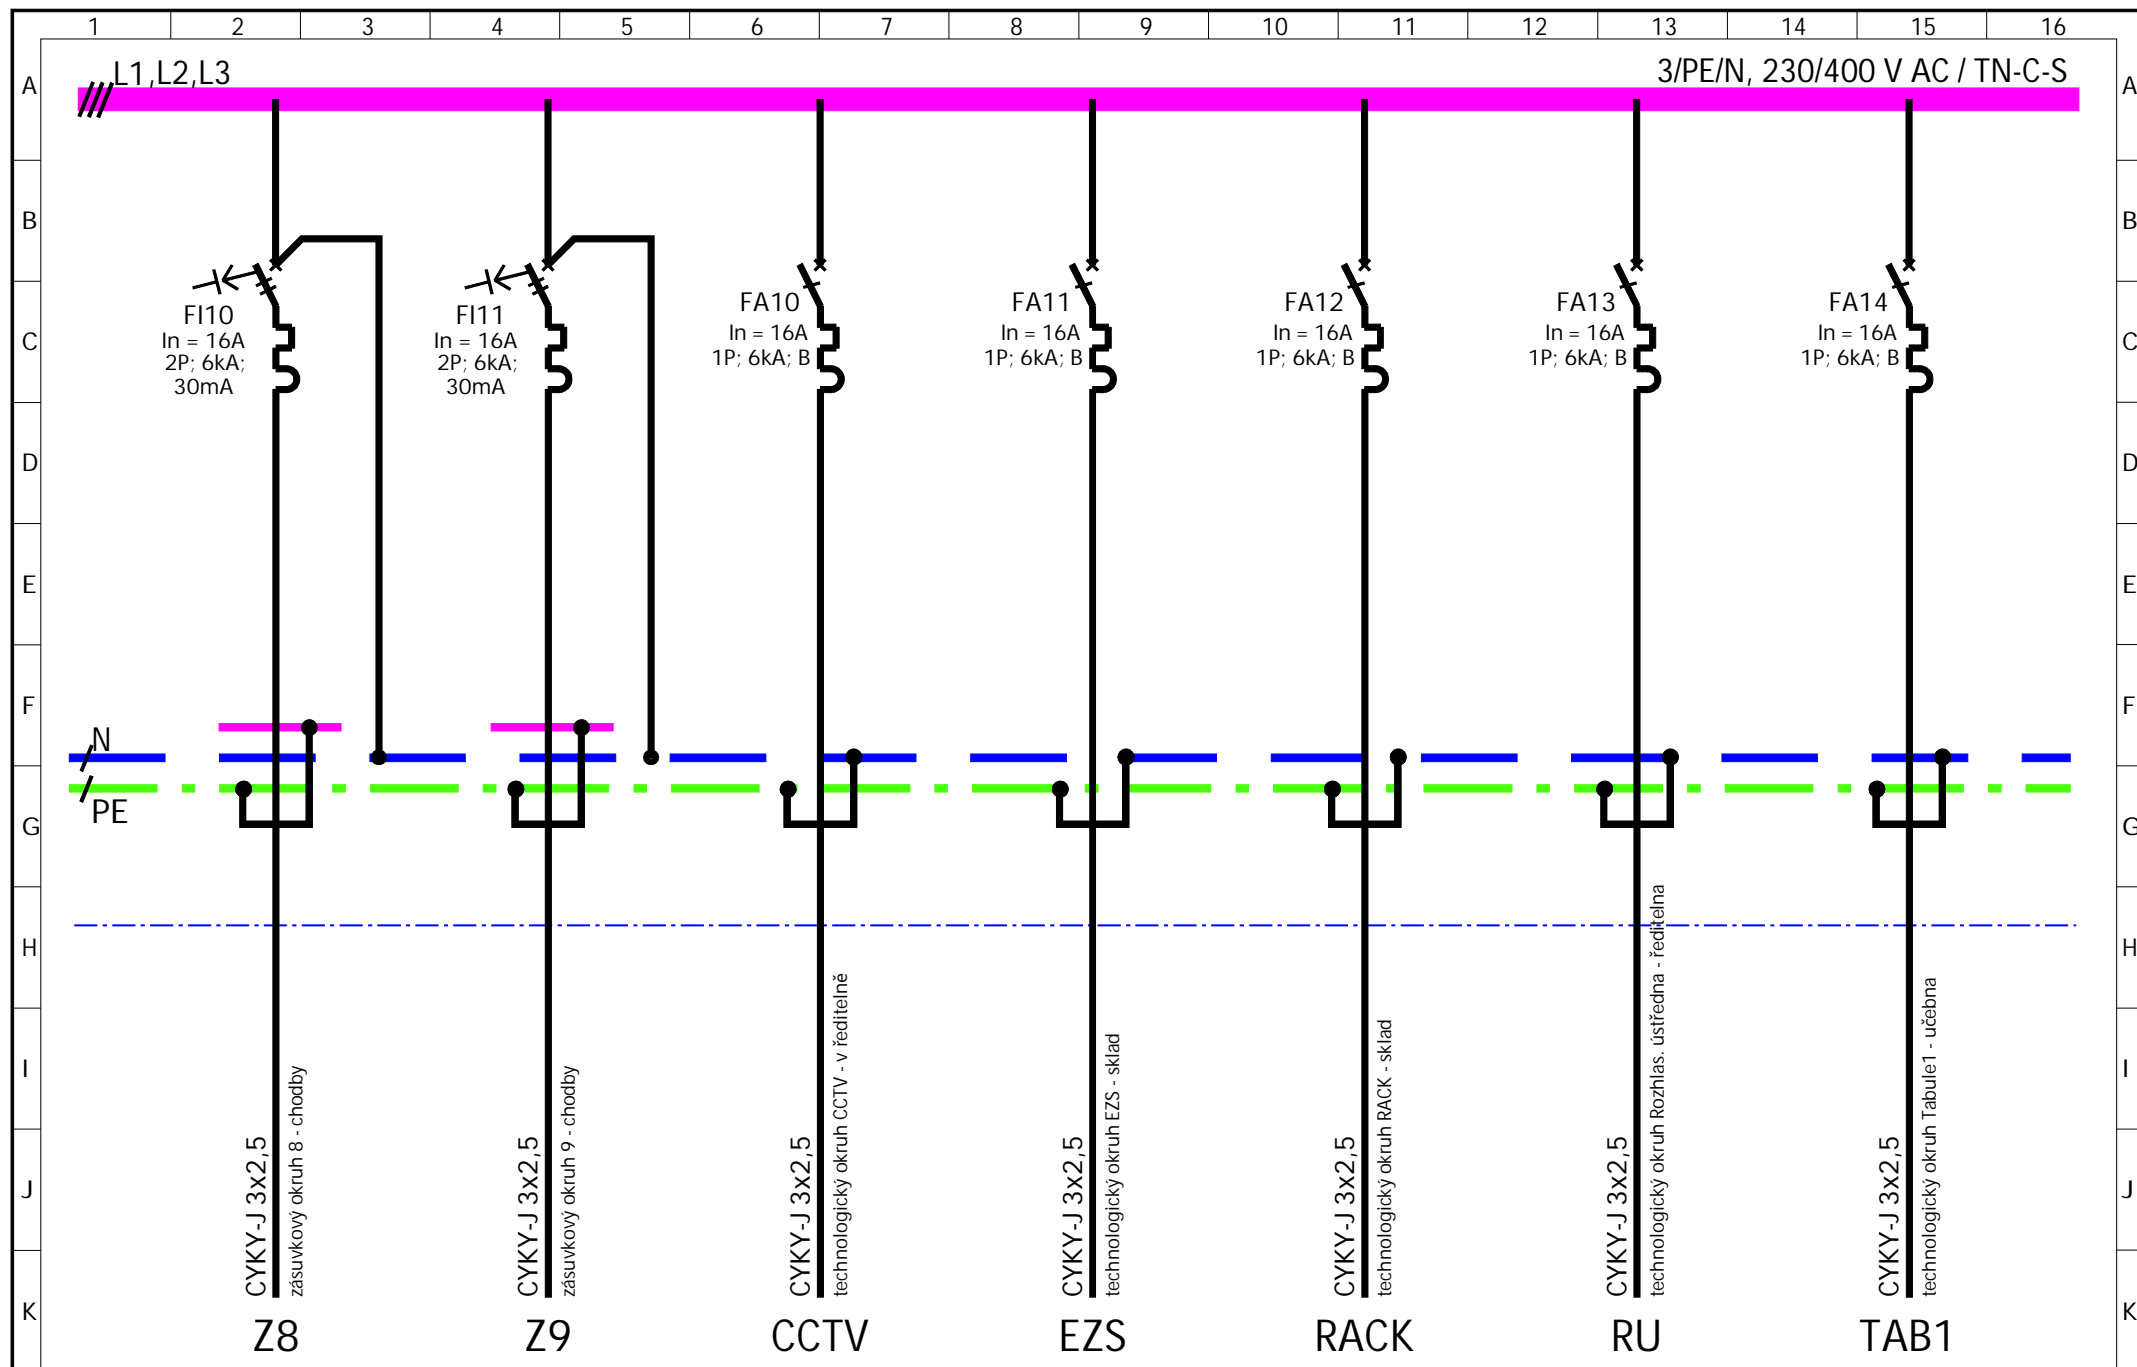 1 2 3 4 5 6 7 8 9 10 11 12 13 14 15 16
A A
L1,L2,L3
3/PE/N, 230/400 V AC / TN-C-S
B B
C C
FI10
In = 16A
2P; 6kA;
30mA
FI11
In = 16A
2P; 6kA;
30mA
FA10
In = 16A
1P; 6kA; B
FA11
In = 16A
1P; 6kA; B
FA12
In = 16A
1P; 6kA; B
FA13
In = 16A
1P; 6kA; B
FA14
In = 16A
1P; 6kA; B
D D
E E
F F
N
PE
G G
H H
I I
J J
K K
CYKY-J 3x2,5
zásuvkový okruh 8 - chodby
Z8
CYKY-J 3x2,5
zásuvkový okruh 9 - chodby
Z9
CYKY-J 3x2,5
technologický okruh CCTV - v ředitelně
CCTV
CYKY-J 3x2,5
technologický okruh EZS - sklad
EZS
CYKY-J 3x2,5
technologický okruh RACK - sklad
RACK
CYKY-J 3x2,5
technologický okruh Rozhlas. ústředna - ředitelna
RU
CYKY-J 3x2,5
technologický okruh Tabule1 - učebna
TAB1